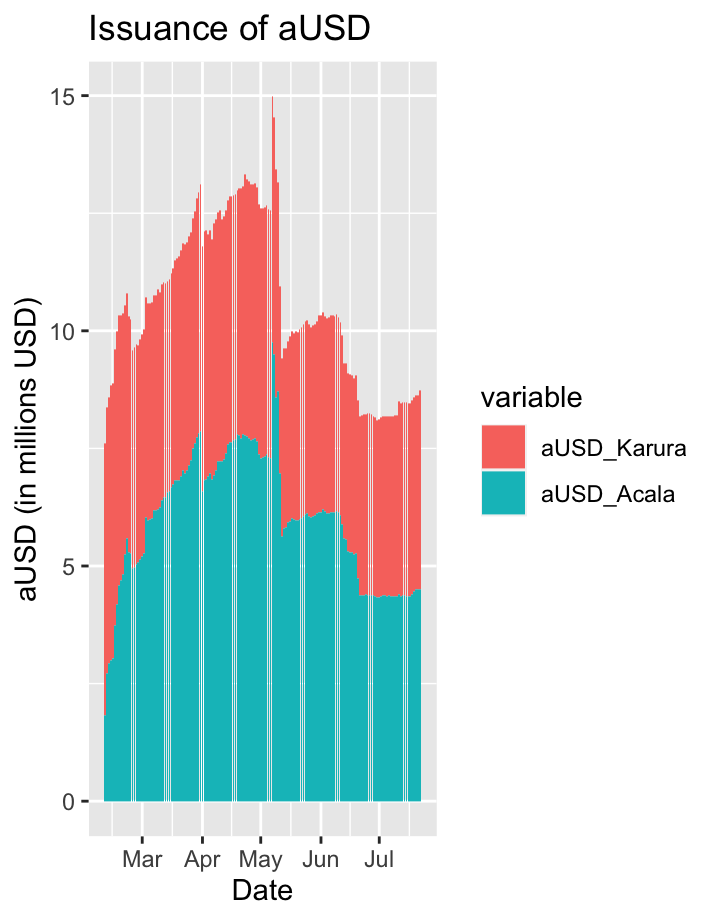 Issuance of aUSD
15
10
5
0
aUSD (in millions USD)
Mar Apr May Jun Jul
Date
variable
aUSD_Karura
aUSD_Acala